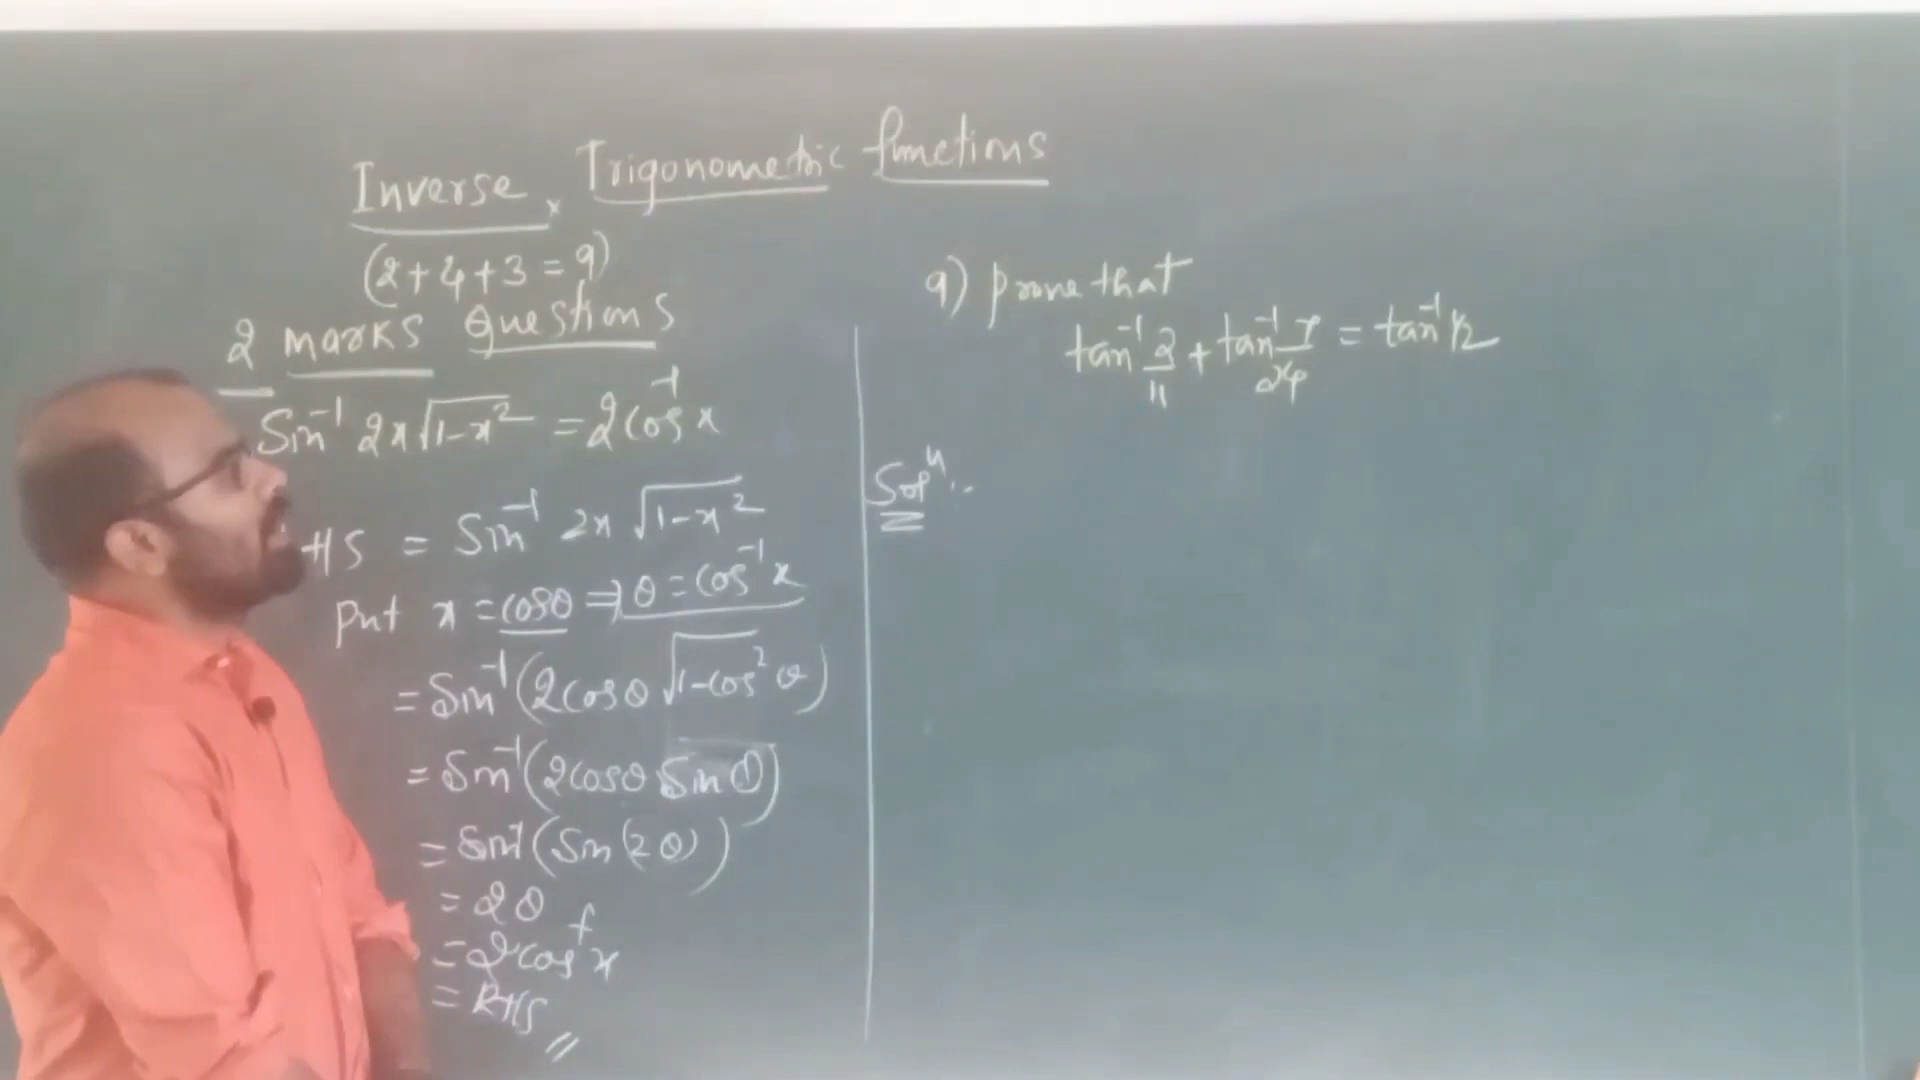 Inverse Trigonometric functions
(2+4+3=9)
2 marks Questions
Sin⁻¹ 2x√1-x² = 2cos⁻¹x
HS = Sin⁻¹ 2x √1-x²
Put x = cosθ ⇒ θ = cos⁻¹x
= Sin⁻¹(2cosθ √1-cos²θ)
= Sin⁻¹(2cosθ Sinθ)
= Sin⁻¹(Sin(2θ))
= 2θ
= 2cos⁻¹x
= RHS //
9) Prove that
tan⁻¹ 2/11 + tan⁻¹ 7/24 = tan⁻¹ 1/2
Solⁿ:-